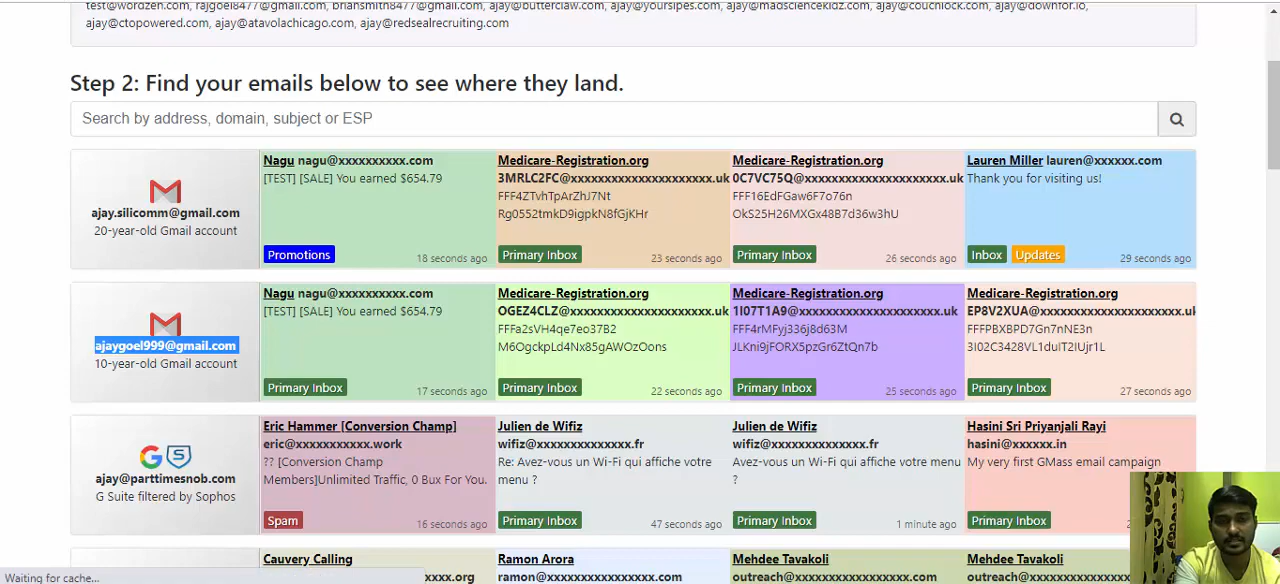 test@wordzen.com, rajgoel8477@gmail.com, briansmith8477@gmail.com, ajay@butterclaw.com, ajay@yoursipes.com, ajay@madsciencekidz.com, ajay@couchlock.com, ajay@downfor.io,
ajay@ctopowered.com, ajay@atavolachicago.com, ajay@redsealrecruiting.com
Step 2: Find your emails below to see where they land.
Search by address, domain, subject or ESP
ajay.silicomm@gmail.com
20-year-old Gmail account
Nagu nagu@xxxxxxxxxx.com
[TEST] [SALE] You earned $654.79
Promotions
18 seconds ago
Medicare-Registration.org
3MRLC2FC@xxxxxxxxxxxxxxxxxxxxx.uk
FFF4ZTvhTpArZhJ7Nt
Rg0552tmkD9igpkN8fGjKHr
Primary Inbox
23 seconds ago
Medicare-Registration.org
0C7VC75Q@xxxxxxxxxxxxxxxxxxxxx.uk
FFF16EdFGaw6F7o76n
OkS25H26MXGx48B7d36w3hU
Primary Inbox
26 seconds ago
Lauren Miller lauren@xxxxxx.com
Thank you for visiting us!
Inbox Updates
29 seconds ago
ajaygoel999@gmail.com
10-year-old Gmail account
Nagu nagu@xxxxxxxxxx.com
[TEST] [SALE] You earned $654.79
Primary Inbox
17 seconds ago
Medicare-Registration.org
OGEZ4CLZ@xxxxxxxxxxxxxxxxxxxxx.uk
FFFa2sVH4qe7eo37B2
M6OgckpLd4Nx85gAWOzOons
Primary Inbox
22 seconds ago
Medicare-Registration.org
1I07T1A9@xxxxxxxxxxxxxxxxxxxxx.uk
FFF4rMFyj336j8d63M
JLKni9jFORX5pzGr6ZtQn7b
Primary Inbox
25 seconds ago
Medicare-Registration.org
EP8V2XUA@xxxxxxxxxxxxxxxxxxxxx.uk
FFFPBXBPD7Gn7nNE3n
3I02C3428VL1duIT2IUjr1L
Primary Inbox
27 seconds ago
ajay@parttimesnob.com
G Suite filtered by Sophos
Eric Hammer [Conversion Champ]
eric@xxxxxxxxxxx.work
?? [Conversion Champ
Members]Unlimited Traffic, 0 Bux For You.
Spam
16 seconds ago
Julien de Wifiz
wifiz@xxxxxxxxxxxxxx.fr
Re: Avez-vous un Wi-Fi qui affiche votre
menu ?
Primary Inbox
47 seconds ago
Julien de Wifiz
wifiz@xxxxxxxxxxxxxx.fr
Avez-vous un Wi-Fi qui affiche votre menu
?
Primary Inbox
1 minute ago
Hasini Sri Priyanjali Rayi
hasini@xxxxxx.in
My very first GMass email campaign
Primary Inbox
Cauvery Calling
xxxx.org
Ramon Arora
ramon@xxxxxxxxxxxxxxxx.com
Mehdee Tavakoli
outreach@xxxxxxxxxxxxxx.com
Mehdee Tavakoli
Waiting for cache...